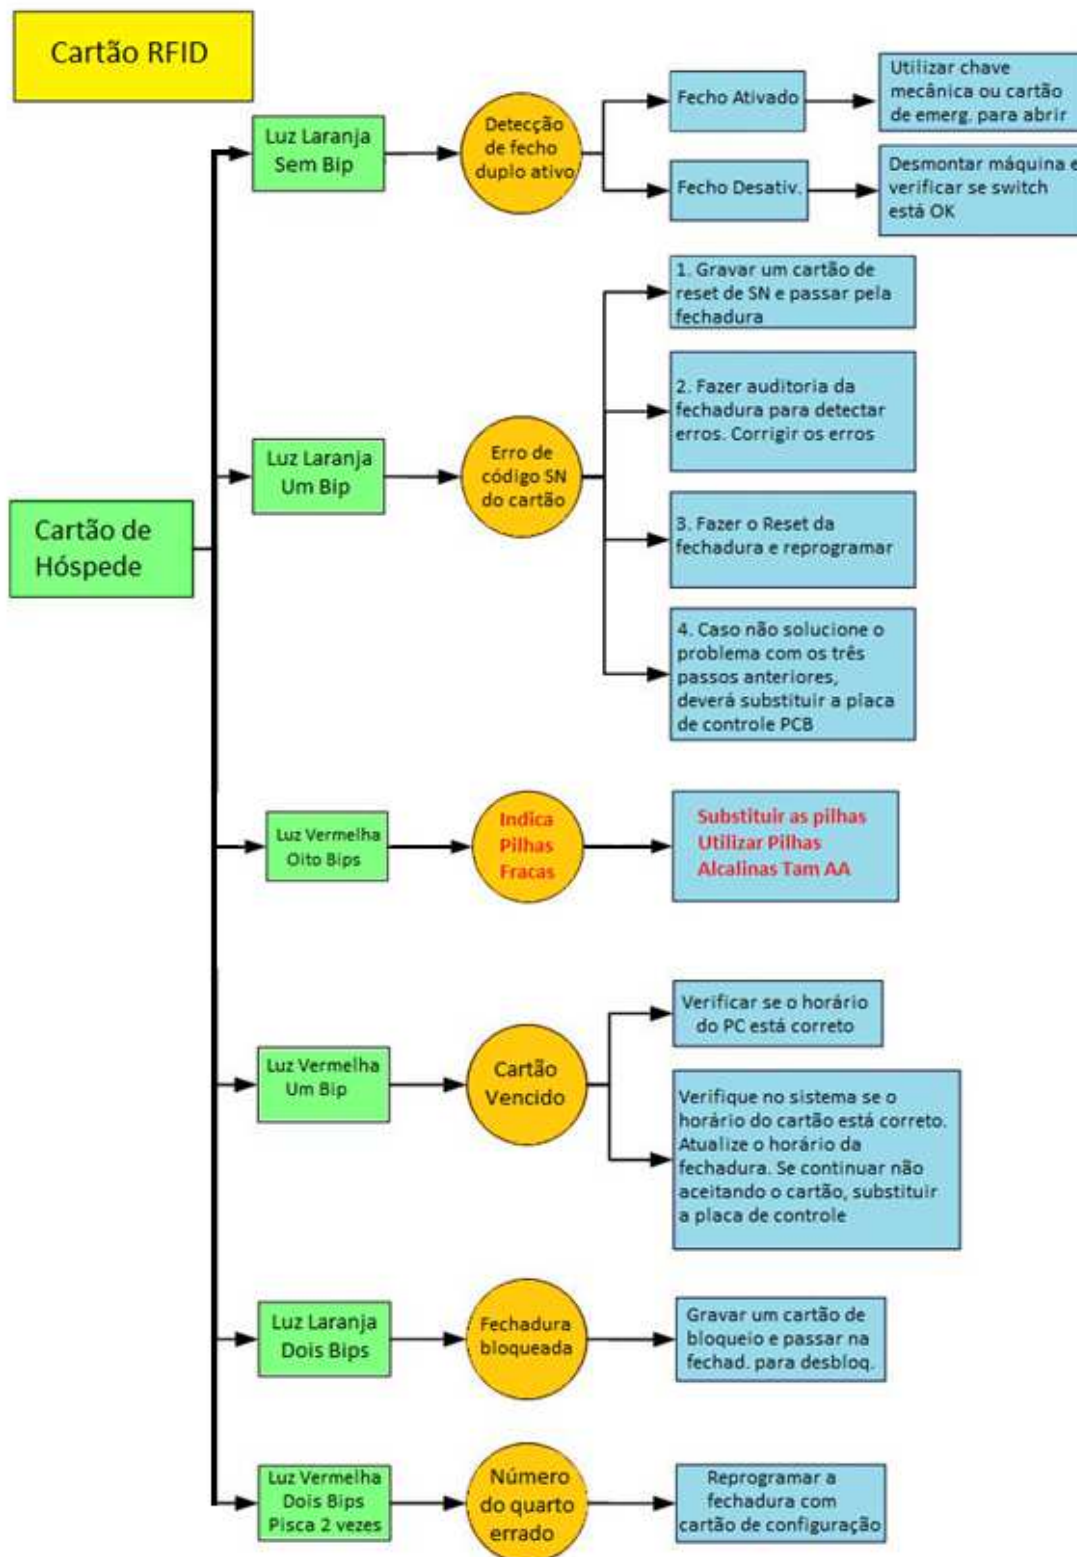 Cartão RFID
Luz Laranja
Sem Bip
Detecção
de fecho
duplo ativo
Fecho Ativado
Utilizar chave
mecânica ou cartão
de emerg. para abrir
Fecho Desativ.
Desmontar máquina e
verificar se switch
está OK
Cartão de
Hóspede
Luz Laranja
Um Bip
Erro de
código SN
do cartão
1. Gravar um cartão de
reset de SN e passar pela
fechadura
2. Fazer auditoria da
fechadura para detectar
erros. Corrigir os erros
3. Fazer o Reset da
fechadura e reprogramar
4. Caso não solucione o
problema com os três
passos anteriores,
deverá substituir a placa
de controle PCB
Luz Vermelha
Oito Bips
Indica
Pilhas
Fracas
Substituir as pilhas
Utilizar Pilhas
Alcalinas Tam AA
Luz Vermelha
Um Bip
Cartão
Vencido
Verificar se o horário
do PC está correto
Verifique no sistema se o
horário do cartão está correto.
Atualize o horário da
fechadura. Se continuar não
aceitando o cartão, substituir
a placa de controle
Luz Laranja
Dois Bips
Fechadura
bloqueada
Gravar um cartão de
bloqueio e passar na
fechad. para desbloq.
Luz Vermelha
Dois Bips
Pisca 2 vezes
Número
do quarto
errado
Reprogramar a
fechadura com
cartão de configuração